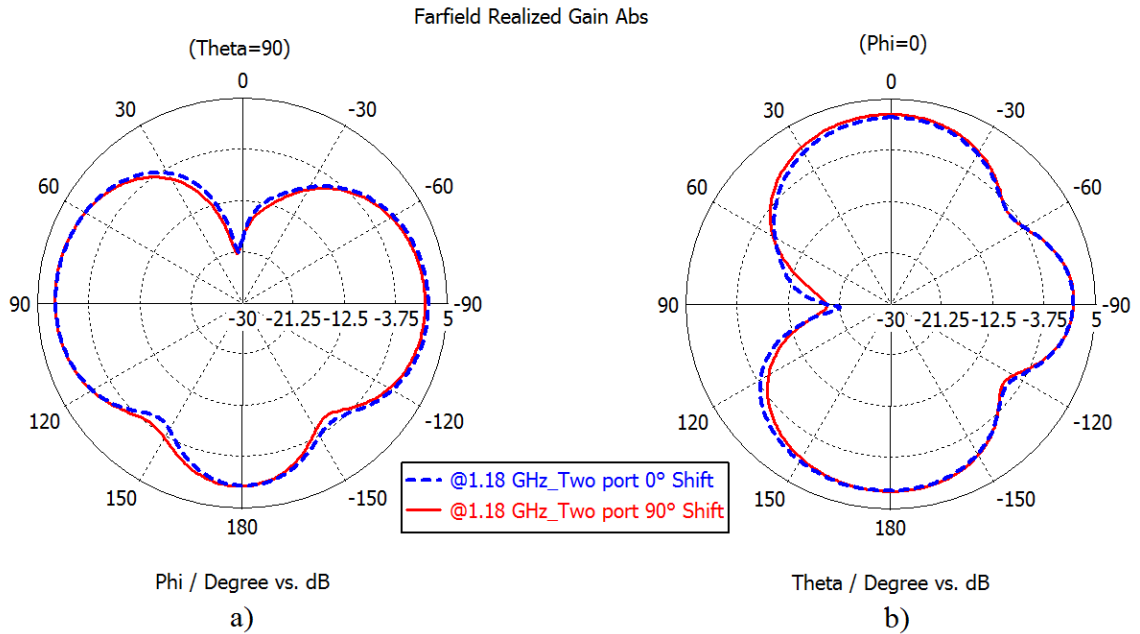 Farfield Realized Gain Abs
(Theta=90)
0
30
-30
60
-60
90
-30 -21.25 -12.5 -3.75 5
-90
120
-120
150
-150
180
Phi / Degree vs. dB
a)
(Phi=0)
0
30
-30
60
-60
90
-30 -21.25 -12.5 -3.75 5
-90
120
-120
150
-150
180
Theta / Degree vs. dB
b)
@1.18 GHz_Two port 0° Shift
@1.18 GHz_Two port 90° Shift